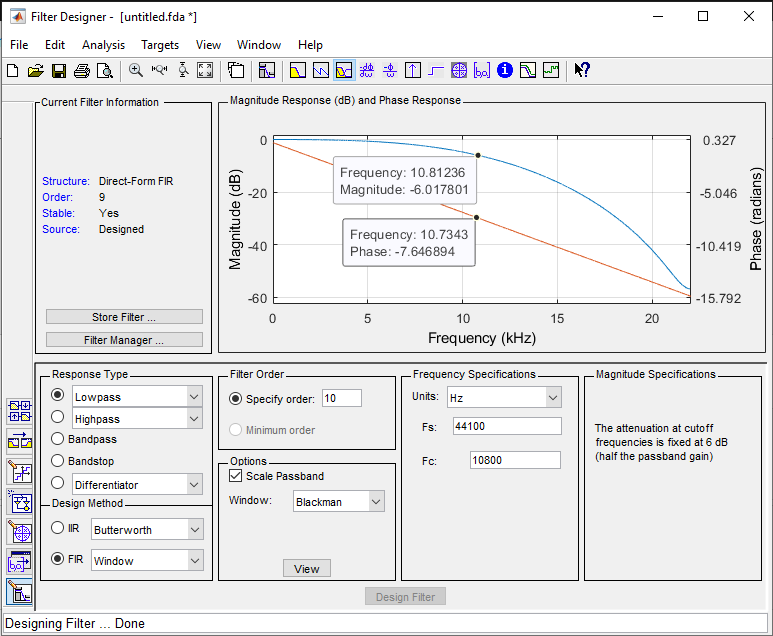 Filter Designer -  [untitled.fda *]
File Edit Analysis Targets View Window Help
Current Filter Information
Structure: Direct-Form FIR
Order: 9
Stable: Yes
Source: Designed
Store Filter ...
Filter Manager ...
Magnitude Response (dB) and Phase Response
Magnitude (dB)
0
-20
-40
-60
Frequency: 10.81236
Magnitude: -6.017801
Frequency: 10.7343
Phase: -7.646894
0.327
-5.046
-10.419
-15.792
Phase (radians)
0 5 10 15 20
Frequency (kHz)
Response Type
Lowpass
Highpass
Bandpass
Bandstop
Differentiator
Design Method
IIR Butterworth
FIR Window
Filter Order
Specify order: 10
Minimum order
Options
Scale Passband
Window: Blackman
View
Frequency Specifications
Units: Hz
Fs: 44100
Fc: 10800
Magnitude Specifications
The attenuation at cutoff
frequencies is fixed at 6 dB
(half the passband gain)
Design Filter
Designing Filter ... Done